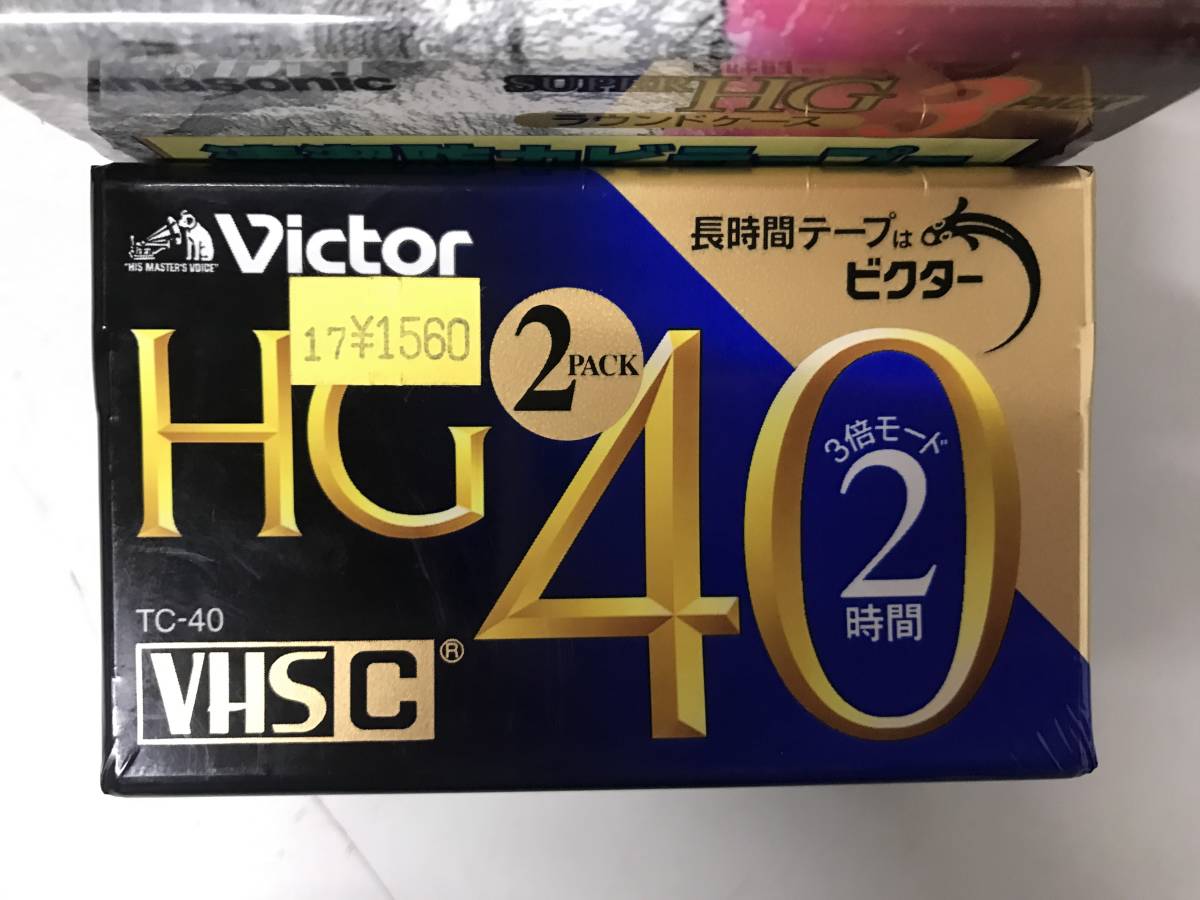 Panasonic
SUPER HG 3 PACK
ラウンドケース
Victor
"HIS MASTER'S VOICE"
長時間テープは
ビクター
17¥1560
HG 40
2 PACK
3倍モード
2
時間
TC-40
VHS C®